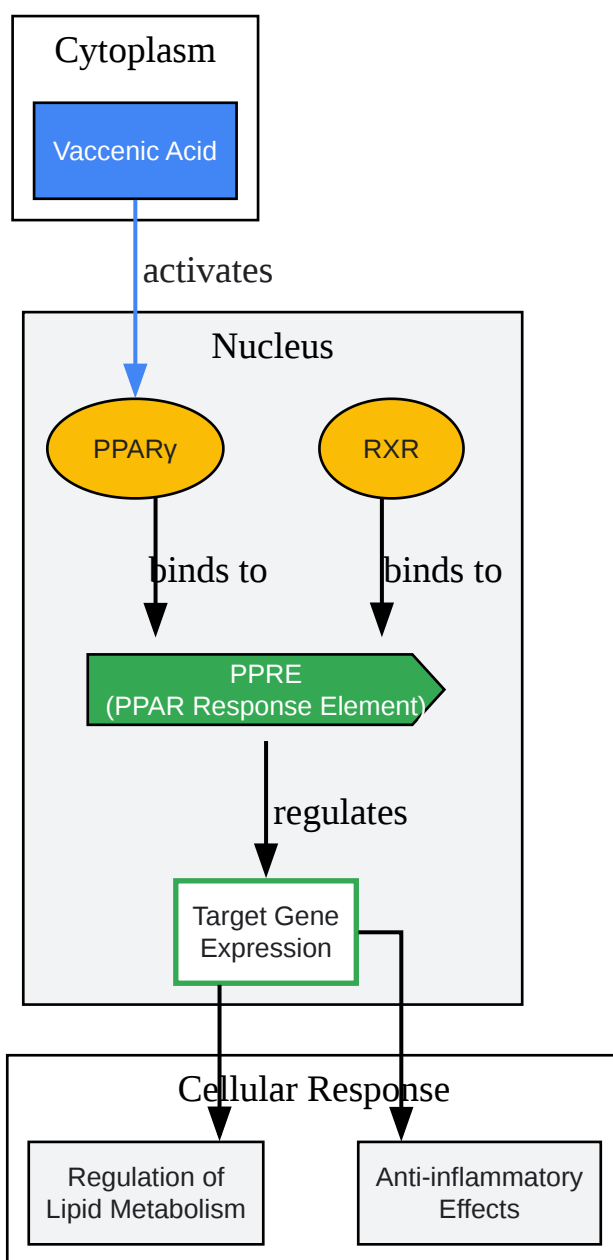 Cytoplasm
Vaccenic Acid
activates
Nucleus
PPARγ
RXR
binds to
binds to
PPRE
(PPAR Response Element)
regulates
Target Gene
Expression
Cellular Response
Regulation of
Lipid Metabolism
Anti-inflammatory
Effects